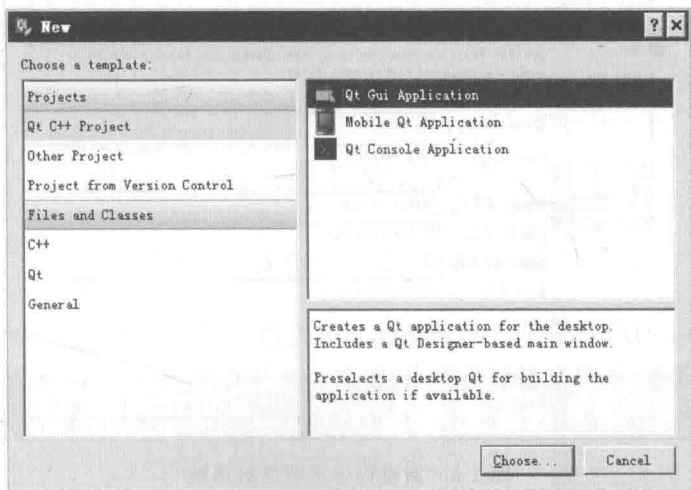 New
Choose a template:
Projects
Qt C++ Project
Other Project
Project from Version Control
Files and Classes
C++
Qt
General
Qt Gui Application
Mobile Qt Application
Qt Console Application
Creates a Qt application for the desktop.
Includes a Qt Designer-based main window.
Preselects a desktop Qt for building the
application if available.
Choose...
Cancel